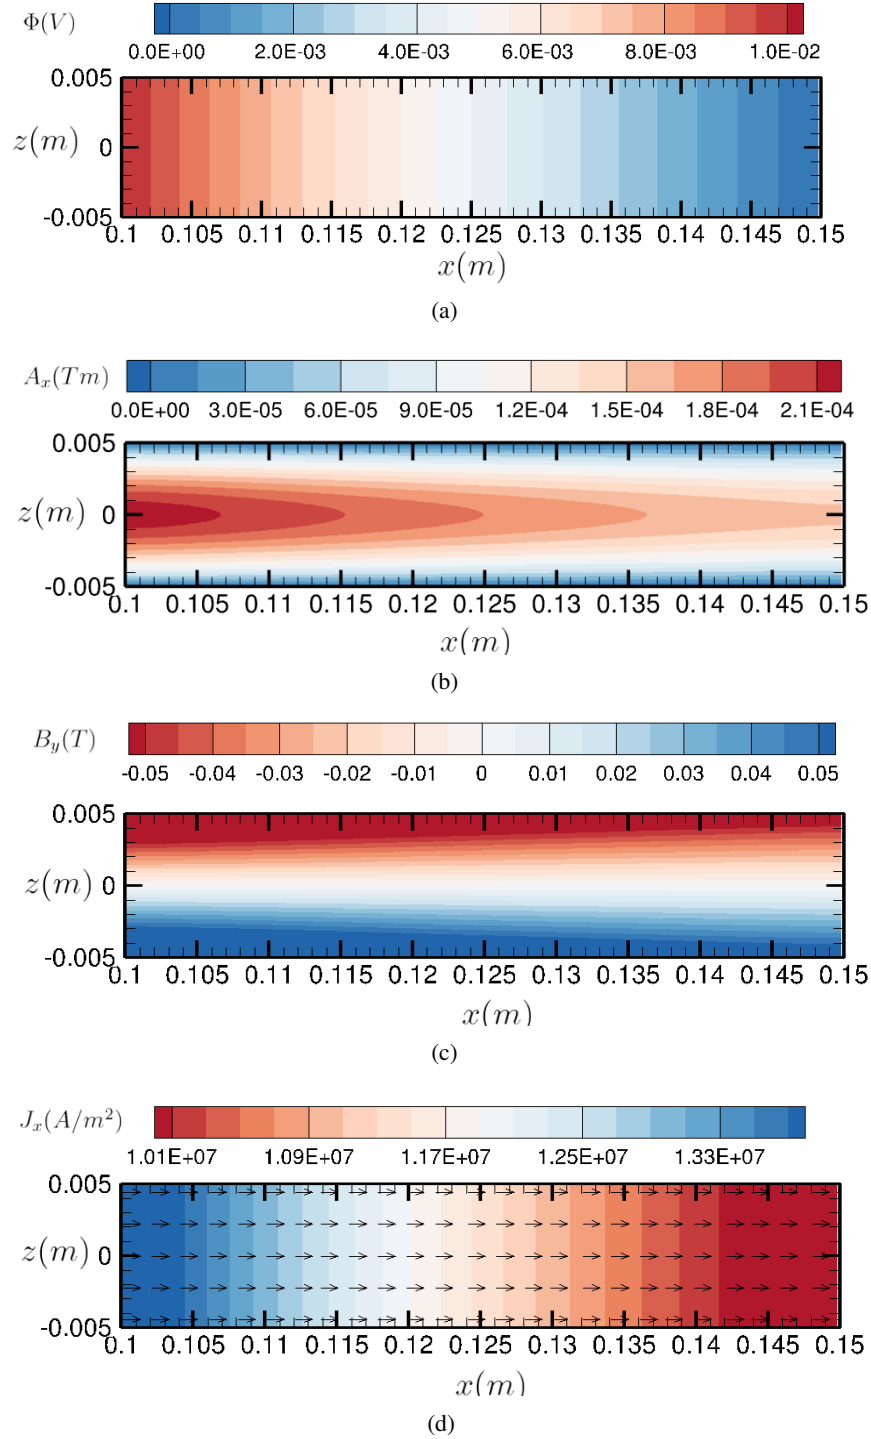 Φ(V)
0.0E+00 2.0E-03 4.0E-03 6.0E-03 8.0E-03 1.0E-02
0.005
z(m) 0
-0.005
0.1 0.105 0.11 0.115 0.12 0.125 0.13 0.135 0.14 0.145 0.15
x(m)
(a)
A_x(Tm)
0.0E+00 3.0E-05 6.0E-05 9.0E-05 1.2E-04 1.5E-04 1.8E-04 2.1E-04
0.005
z(m) 0
-0.005
0.1 0.105 0.11 0.115 0.12 0.125 0.13 0.135 0.14 0.145 0.15
x(m)
(b)
B_y(T)
-0.05 -0.04 -0.03 -0.02 -0.01 0 0.01 0.02 0.03 0.04 0.05
0.005
z(m) 0
-0.005
0.1 0.105 0.11 0.115 0.12 0.125 0.13 0.135 0.14 0.145 0.15
x(m)
(c)
J_x(A/m²)
1.01E+07 1.09E+07 1.17E+07 1.25E+07 1.33E+07
0.005
z(m) 0
-0.005
0.1 0.105 0.11 0.115 0.12 0.125 0.13 0.135 0.14 0.145 0.15
x(m)
(d)